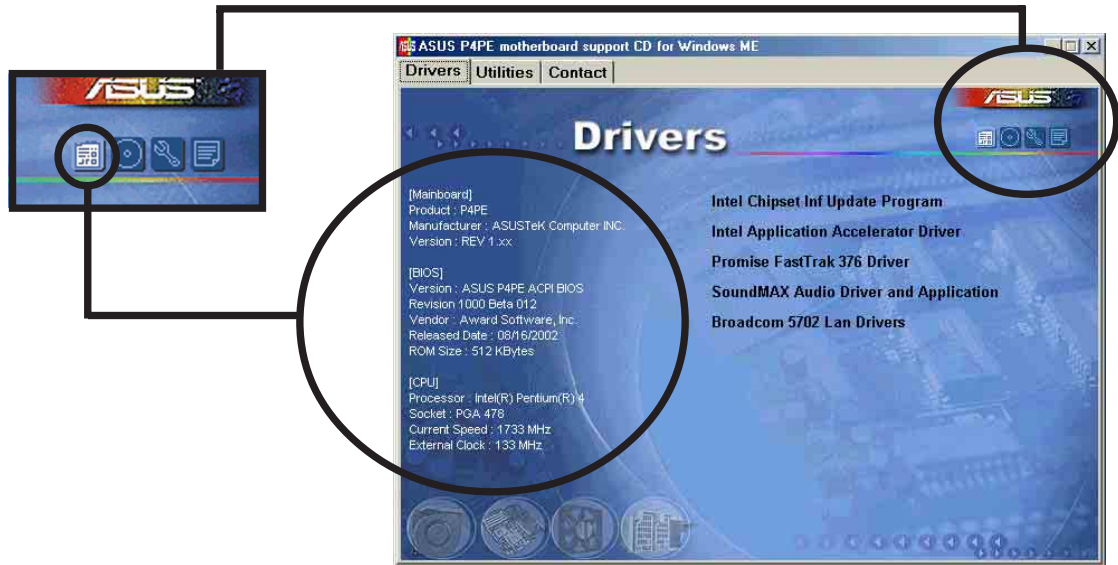 ASUS
ASUS P4PE motherboard support CD for Windows ME
Drivers Utilities Contact
ASUS
Drivers
[Mainboard]
Product : P4PE
Manufacturer : ASUSTeK Computer INC.
Version : REV 1.xx
[BIOS]
Version : ASUS P4PE ACPI BIOS
Revision 1000 Beta 012
Vendor : Award Software, Inc.
Released Date : 08/16/2002
ROM Size : 512 KBytes
[CPU]
Processor : Intel(R) Pentium(R) 4
Socket : PGA 478
Current Speed : 1733 MHz
External Clock : 133 MHz
Intel Chipset Inf Update Program
Intel Application Accelerator Driver
Promise FastTrak 376 Driver
SoundMAX Audio Driver and Application
Broadcom 5702 Lan Drivers